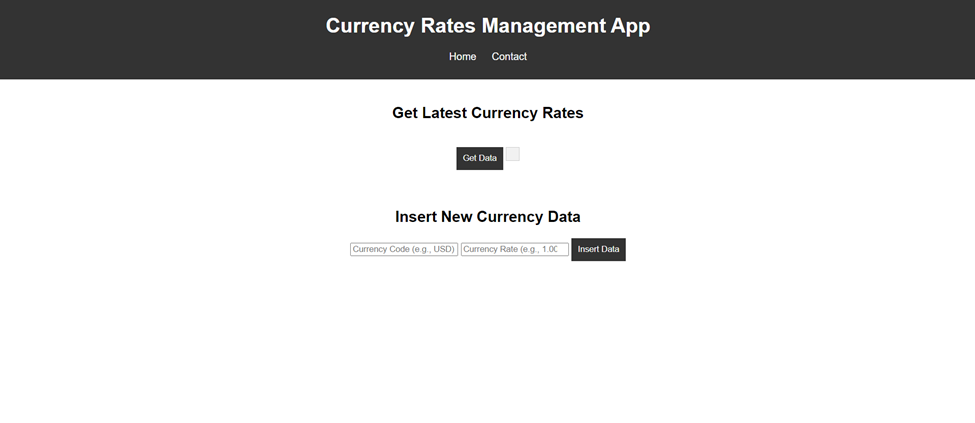 Currency Rates Management App
Home Contact
Get Latest Currency Rates
Get Data
Insert New Currency Data
Currency Code (e.g., USD) Currency Rate (e.g., 1.00 Insert Data